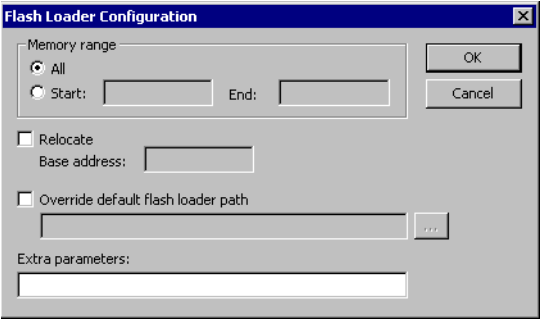 Flash Loader Configuration
Memory range
All
Start:
End:
OK
Cancel
Relocate
Base address:
Override default flash loader path
...
Extra parameters: